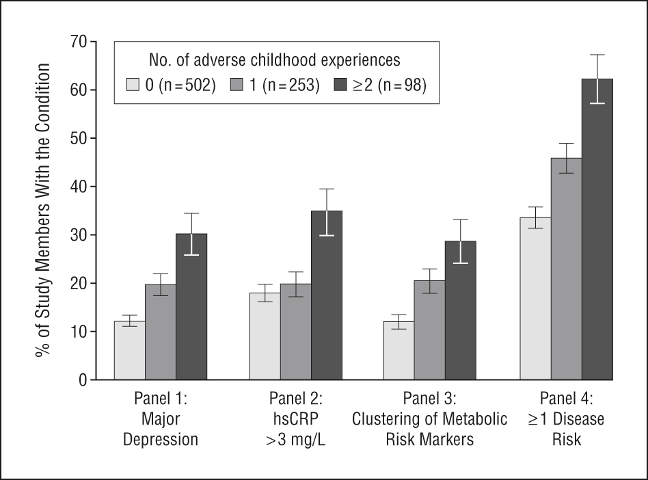 % of Study Members With the Condition
70
60
50
40
30
20
10
0
No. of adverse childhood experiences
0 (n = 502) 1 (n = 253) ≥2 (n = 98)
Panel 1:
Major
Depression
Panel 2:
hsCRP
>3 mg/L
Panel 3:
Clustering of Metabolic
Risk Markers
Panel 4:
≥1 Disease
Risk